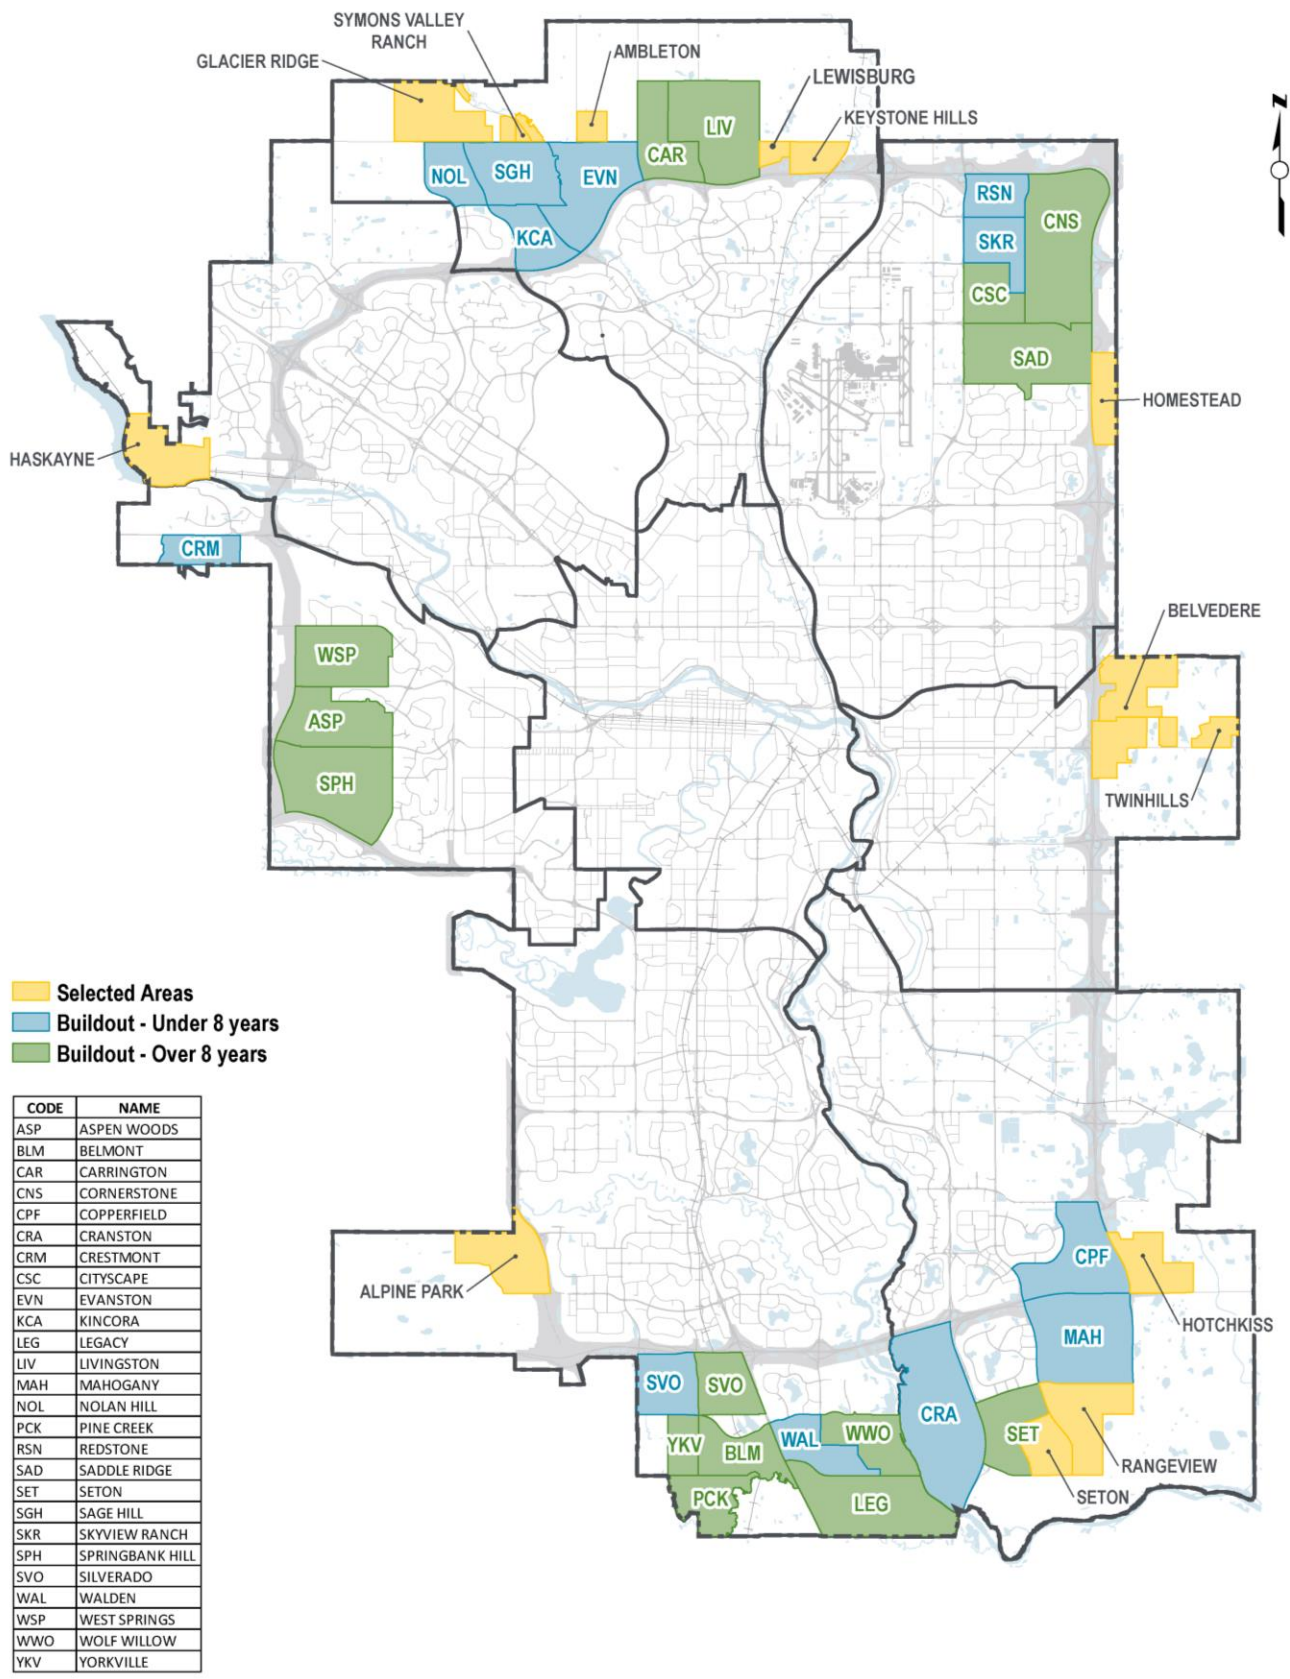 SYMONS VALLEY
RANCH
GLACIER RIDGE
AMBLETON
LEWISBURG
KEYSTONE HILLS
N
LIV
CAR
NOL
SGH
EVN
KCA
RSN
CNS
SKR
CSC
SAD
HOMESTEAD
HASKAYNE
CRM
BELVEDERE
WSP
ASP
SPH
TWINHILLS
Selected Areas
Buildout - Under 8 years
Buildout - Over 8 years
CODE NAME
ASP ASPEN WOODS
BLM BELMONT
CAR CARRINGTON
CNS CORNERSTONE
CPF COPPERFIELD
CRA CRANSTON
CRM CRESTMONT
CSC CITYSCAPE
EVN EVANSTON
KCA KINCORA
LEG LEGACY
LIV LIVINGSTON
MAH MAHOGANY
NOL NOLAN HILL
PCK PINE CREEK
RSN REDSTONE
SAD SADDLE RIDGE
SET SETON
SGH SAGE HILL
SKR SKYVIEW RANCH
SPH SPRINGBANK HILL
SVO SILVERADO
WAL WALDEN
WSP WEST SPRINGS
WWO WOLF WILLOW
YKV YORKVILLE
ALPINE PARK
CPF
HOTCHKISS
MAH
SVO
SVO
CRA
YKV
BLM
WAL
WWO
SET
RANGEVIEW
SETON
PCK
LEG